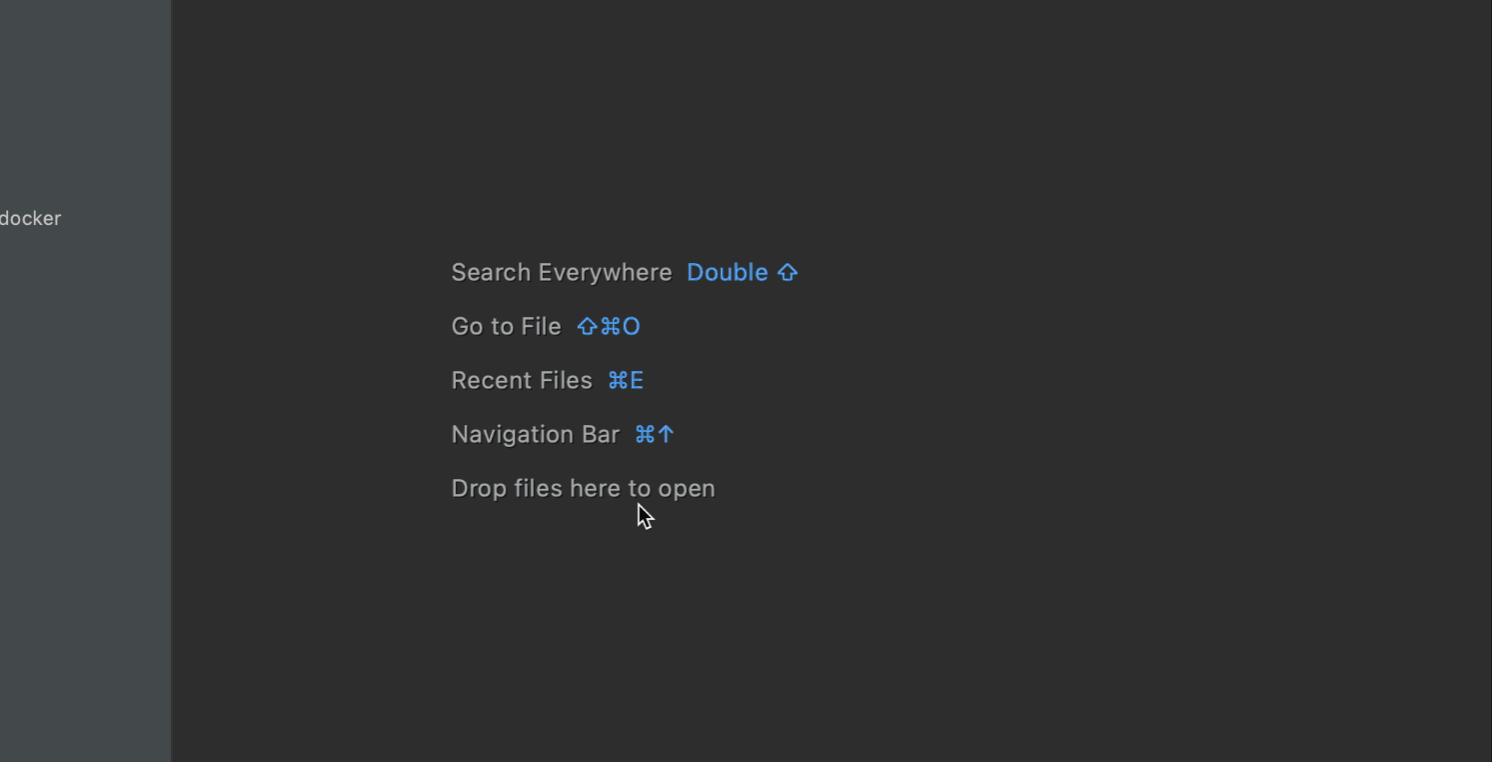 docker
Search Everywhere Double ⇧
Go to File ⇧⌘O
Recent Files ⌘E
Navigation Bar ⌘↑
Drop files here to open